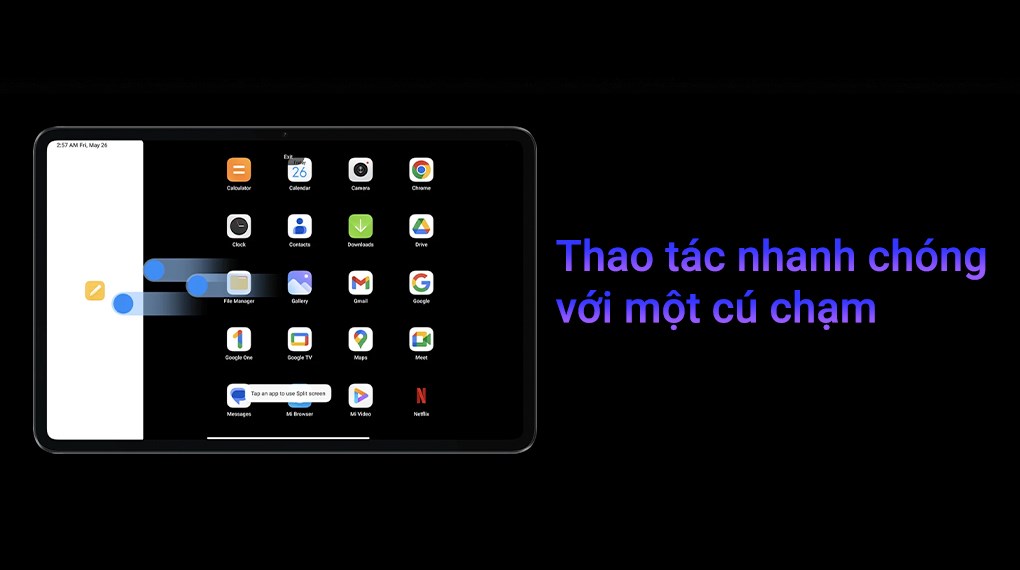 2:57 AM Fri, May 26
Exit
Friday
26
Calculator
Calendar
Camera
Chrome
Clock
Contacts
Downloads
Drive
File Manager
Gallery
Gmail
Google
Google One
Google TV
Maps
Meet
Tap an app to use Split screen
Messages
Mi Browser
Mi Video
Netflix
Thao tác nhanh chóng
với một cú chạm